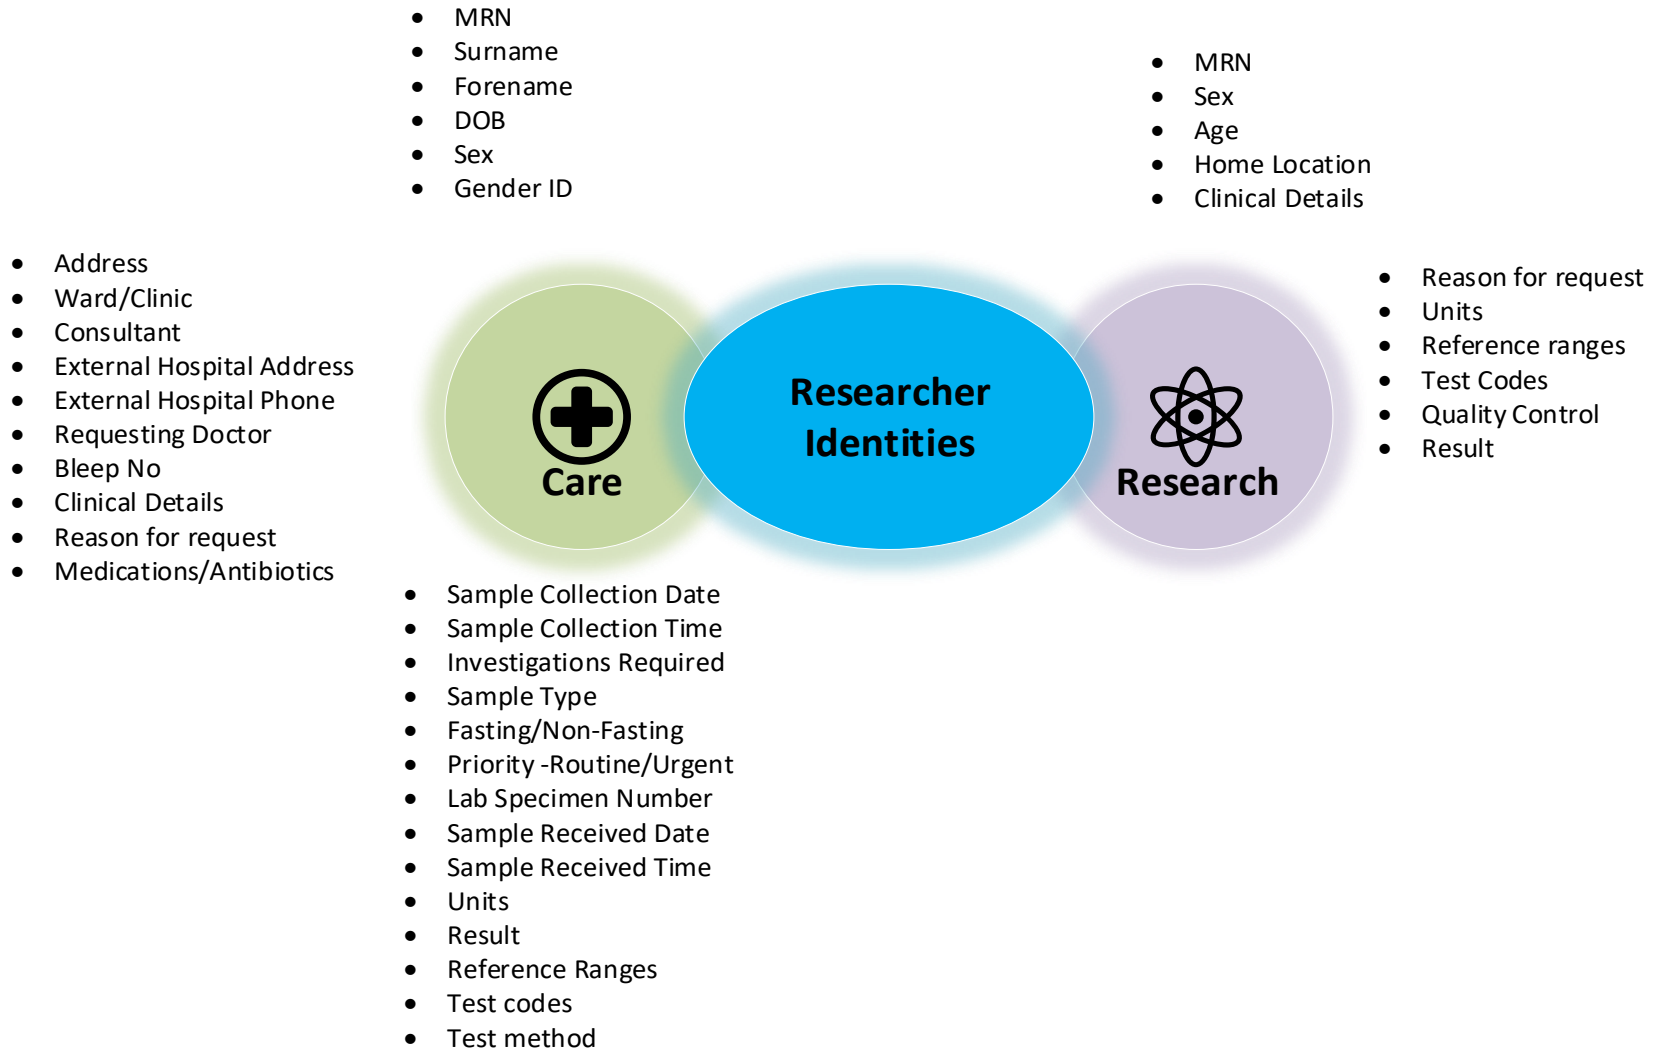 • MRN
• Surname
• Forename
• DOB
• Sex
• Gender ID
• MRN
• Sex
• Age
• Home Location
• Clinical Details
• Address
• Ward/Clinic
• Consultant
• External Hospital Address
• External Hospital Phone
• Requesting Doctor
• Bleep No
• Clinical Details
• Reason for request
• Medications/Antibiotics
Care
Researcher
Identities
Research
• Reason for request
• Units
• Reference ranges
• Test Codes
• Quality Control
• Result
• Sample Collection Date
• Sample Collection Time
• Investigations Required
• Sample Type
• Fasting/Non-Fasting
• Priority -Routine/Urgent
• Lab Specimen Number
• Sample Received Date
• Sample Received Time
• Units
• Result
• Reference Ranges
• Test codes
• Test method